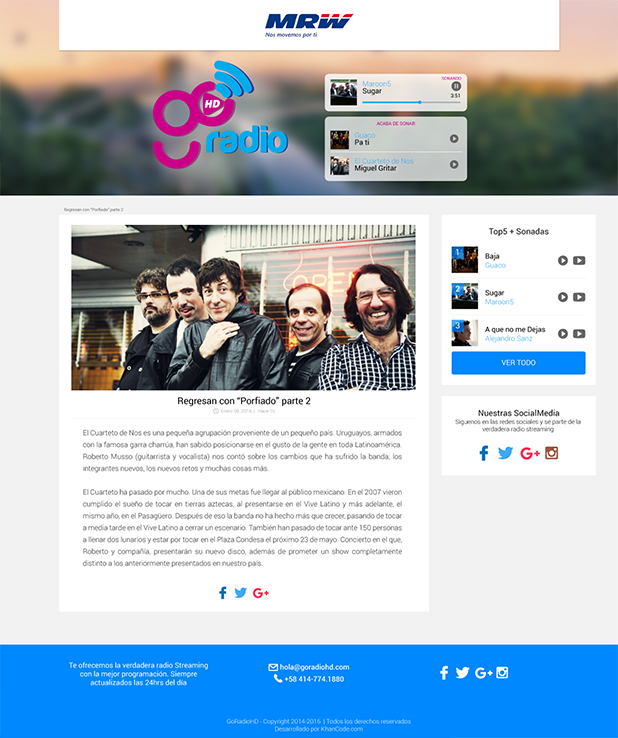 MRW
Nos movemos por ti
go HD
radio
SONANDO
Maroon5
Sugar
3:51
ACABA DE SONAR
Guaco
Pa ti
El Cuarteto de Nos
Miguel Gritar
Regresan con "Porfiado" parte 2
OPEN
Regresan con "Porfiado" parte 2
Enero 08, 2016 |
El Cuarteto de Nos es una pequeña agrupación proveniente de un pequeño país. Uruguayos, armados
con la famosa garra charrúa, han sabido posicionarse en el gusto de la gente en toda Latinoamérica.
Roberto Musso (guitarrista y vocalista) nos contó sobre los cambios que ha sufrido la banda; los
integrantes nuevos, los nuevos retos y muchas cosas más.
El Cuarteto ha pasado por mucho. Una de sus metas fue llegar al público mexicano. En el 2007 vieron
cumplido el sueño de tocar en tierras aztecas, al presentarse en el Vive Latino y más adelante, el
mismo año, en el Pasagüero. Después de eso la banda no ha hecho más que crecer, pasando de tocar
a media tarde en el Vive Latino a cerrar un escenario. También han pasado de tocar ante 150 personas
a llenar dos lunarios y estar por tocar en el Plaza Condesa el próximo 23 de mayo. Concierto en el que,
Roberto y compañía, presentarán su nuevo disco, además de prometer un show completamente
distinto a los anteriormente presentados en nuestro país.
Top5 + Sonadas
1
Baja
Guaco
2
Sugar
Maroon5
3
A que no me Dejas
Alejandro Sanz
VER TODO
Nuestras SocialMedia
Siguenos en las redes sociales y se parte de la
verdadera radio streaming
Te ofrecemos la verdadera radio Streaming
con la mejor programación. Siempre
actualizados las 24hrs del día
hola@goradiohd.com
+58 414-774.1880
GoRadioHD - Copyright 2014-2016 | Todos los derechos reservados
Desarrollado por KhanCode.com